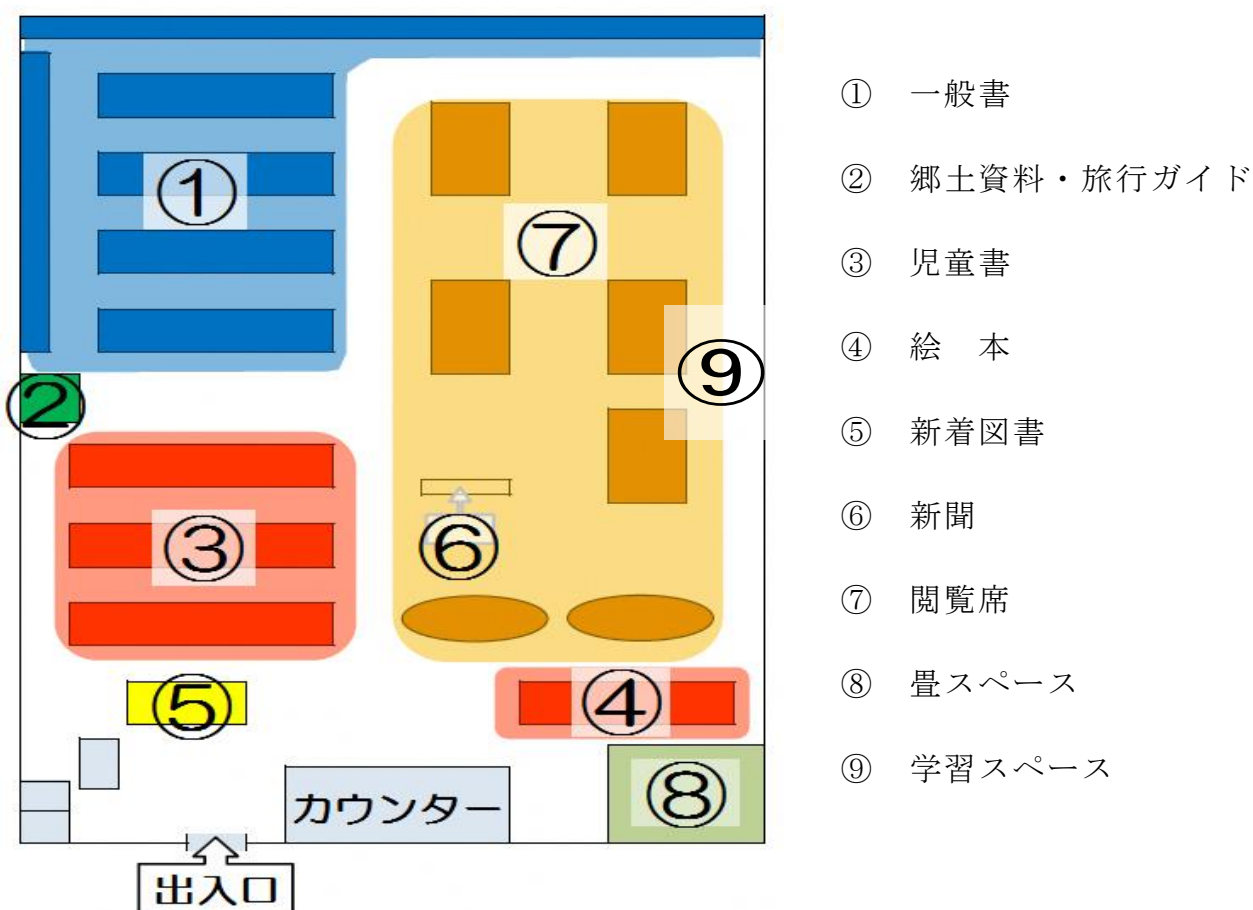 ①
⑦
⑨
②
③
⑥
⑤
④
カウンター
⑧
出入口
①　一般書
②　郷土資料・旅行ガイド
③　児童書
④　絵　本
⑤　新着図書
⑥　新聞
⑦　閲覧席
⑧　畳スペース
⑨　学習スペース